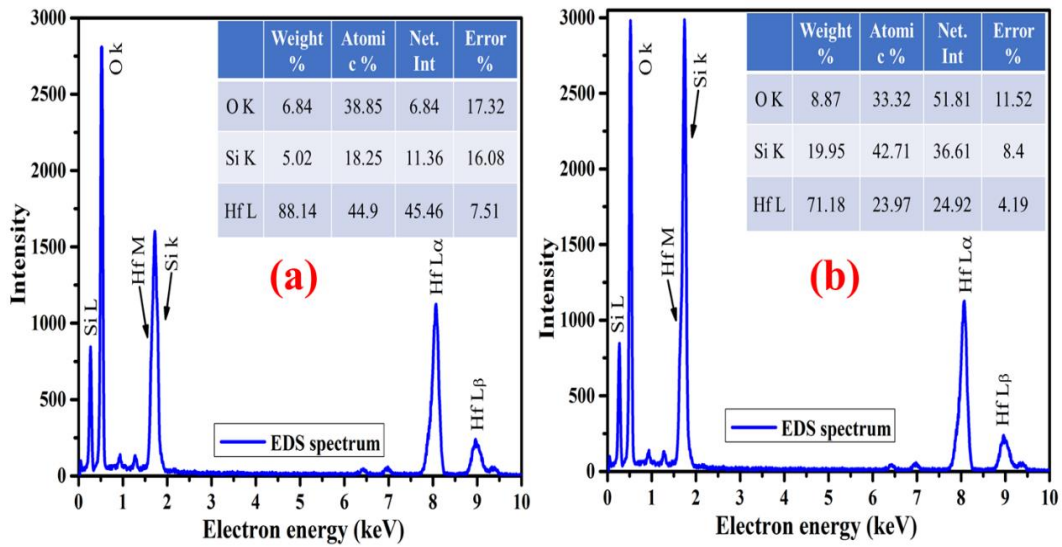 3000
2500
2000
1500
1000
500
0
Intensity
0 1 2 3 4 5 6 7 8 9 10
Electron energy (keV)
Si L
O k
Hf M
Si k
(a)
Hf Lα
Hf Lβ
EDS spectrum
Weight % Atomi c % Net. Int Error %
O K 6.84 38.85 6.84 17.32
Si K 5.02 18.25 11.36 16.08
Hf L 88.14 44.9 45.46 7.51
3000
2500
2000
1500
1000
500
0
Intensity
0 1 2 3 4 5 6 7 8 9 10
Electron energy (keV)
Si L
O k
Hf M
Si k
(b)
Hf Lα
Hf Lβ
EDS spectrum
Weight % Atomi c % Net. Int Error %
O K 8.87 33.32 51.81 11.52
Si K 19.95 42.71 36.61 8.4
Hf L 71.18 23.97 24.92 4.19